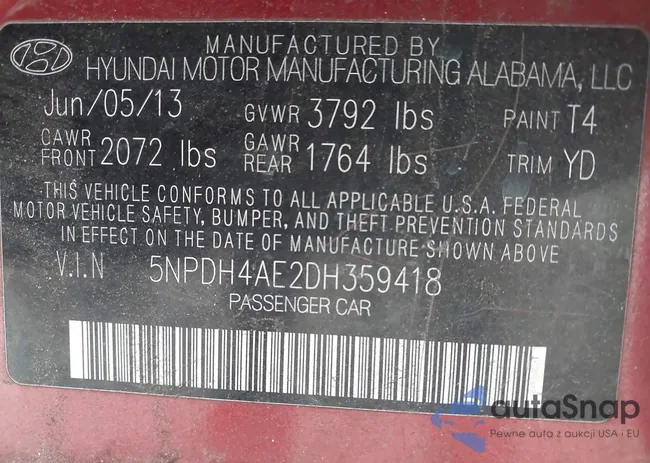 MANUFACTURED BY
HYUNDAI MOTOR MANUFACTURING ALABAMA, LLC
Jun/05/13 GVWR 3792 lbs PAINT T4
GAWR FRONT 2072 lbs GAWR REAR 1764 lbs TRIM YD
THIS VEHICLE CONFORMS TO ALL APPLICABLE U.S.A. FEDERAL
MOTOR VEHICLE SAFETY, BUMPER, AND THEFT PREVENTION STANDARDS
IN EFFECT ON THE DATE OF MANUFACTURE SHOWN ABOVE
V.I.N 5NPDH4AE2DH359418
PASSENGER CAR
autaSnap
Pewne auta z aukcji USA i EU